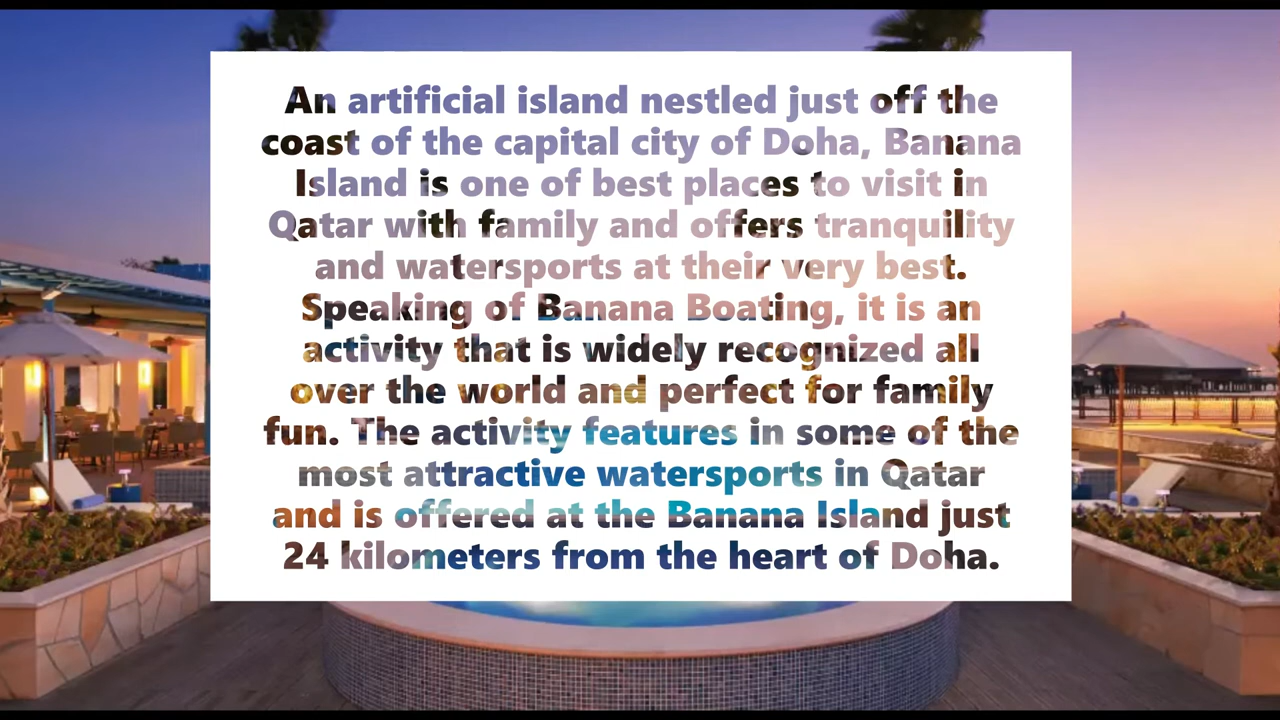 An artificial island nestled just off the
coast of the capital city of Doha, Banana
Island is one of best places to visit in
Qatar with family and offers tranquility
and watersports at their very best.
Speaking of Banana Boating, it is an
activity that is widely recognized all
over the world and perfect for family
fun. The activity features in some of the
most attractive watersports in Qatar
and is offered at the Banana Island just
24 kilometers from the heart of Doha.